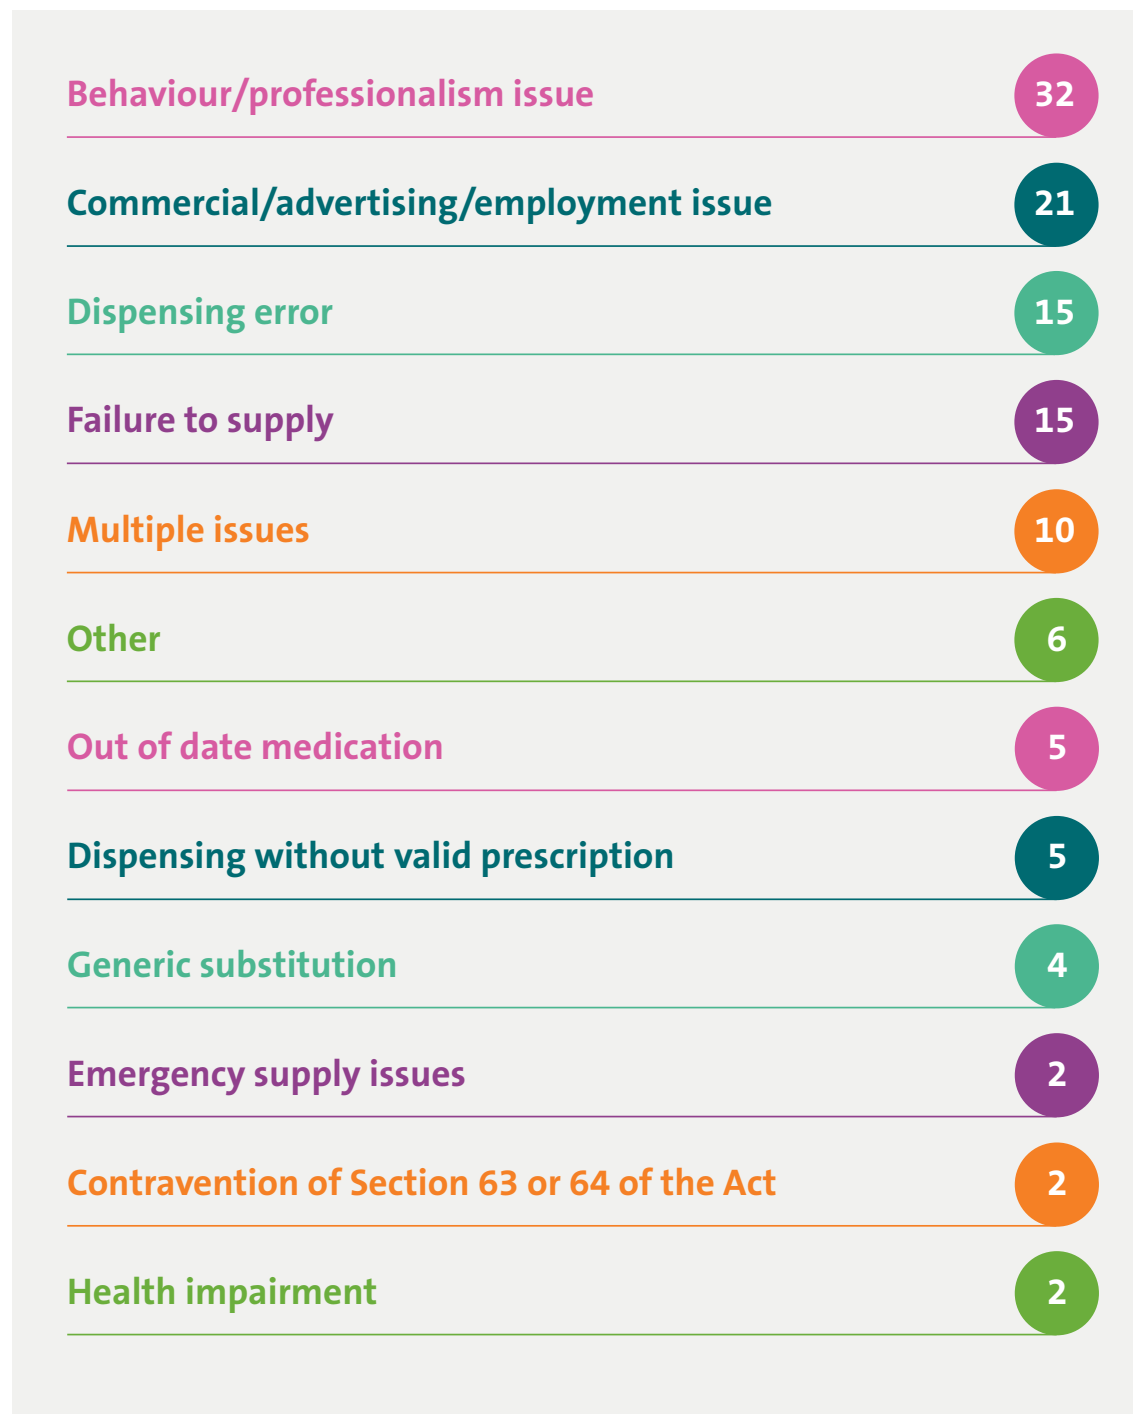 Behaviour/professionalism issue 32
Commercial/advertising/employment issue 21
Dispensing error 15
Failure to supply 15
Multiple issues 10
Other 6
Out of date medication 5
Dispensing without valid prescription 5
Generic substitution 4
Emergency supply issues 2
Contravention of Section 63 or 64 of the Act 2
Health impairment 2